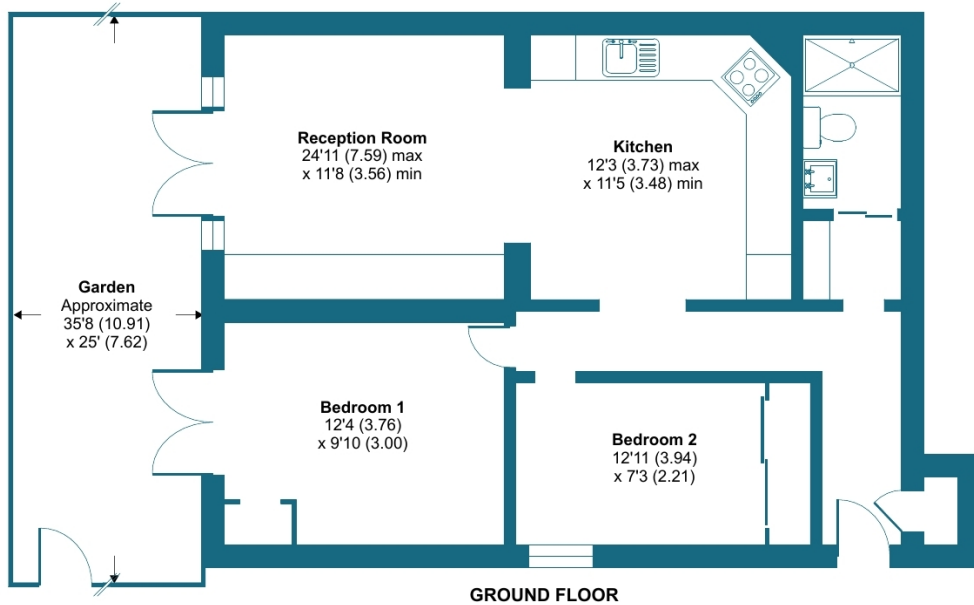 Reception Room
24'11 (7.59) max
x 11'8 (3.56) min
Kitchen
12'3 (3.73) max
x 11'5 (3.48) min
Garden
Approximate
35'8 (10.91)
x 25' (7.62)
Bedroom 1
12'4 (3.76)
x 9'10 (3.00)
Bedroom 2
12'11 (3.94)
x 7'3 (2.21)
GROUND FLOOR